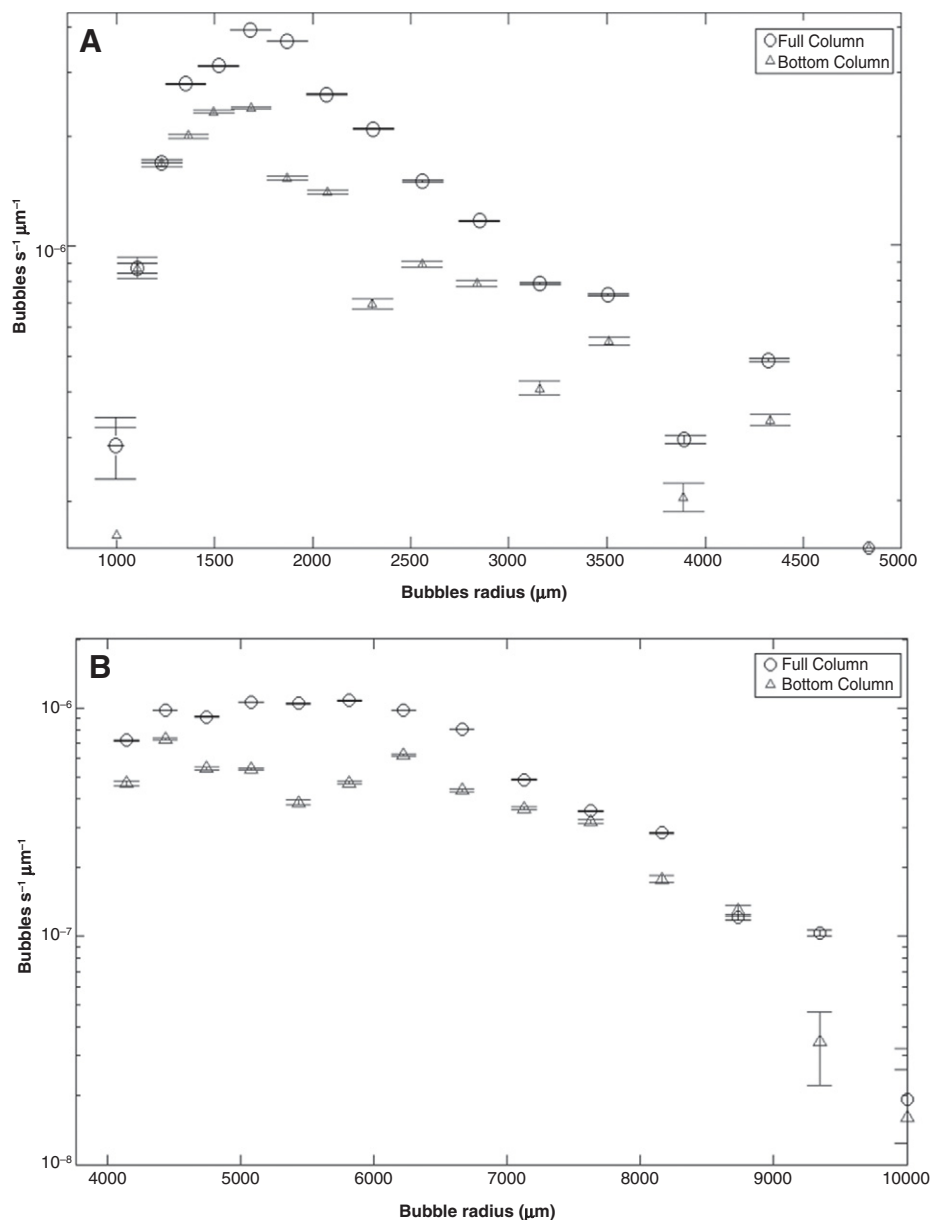 A
Full Column
Bottom Column
Bubbles s⁻¹ μm⁻¹
10⁻⁶
1000 1500 2000 2500 3000 3500 4000 4500 5000
Bubbles radius (μm)
B
Full Column
Bottom Column
Bubbles s⁻¹ μm⁻¹
10⁻⁶
10⁻⁷
10⁻⁸
4000 5000 6000 7000 8000 9000 10000
Bubble radius (μm)